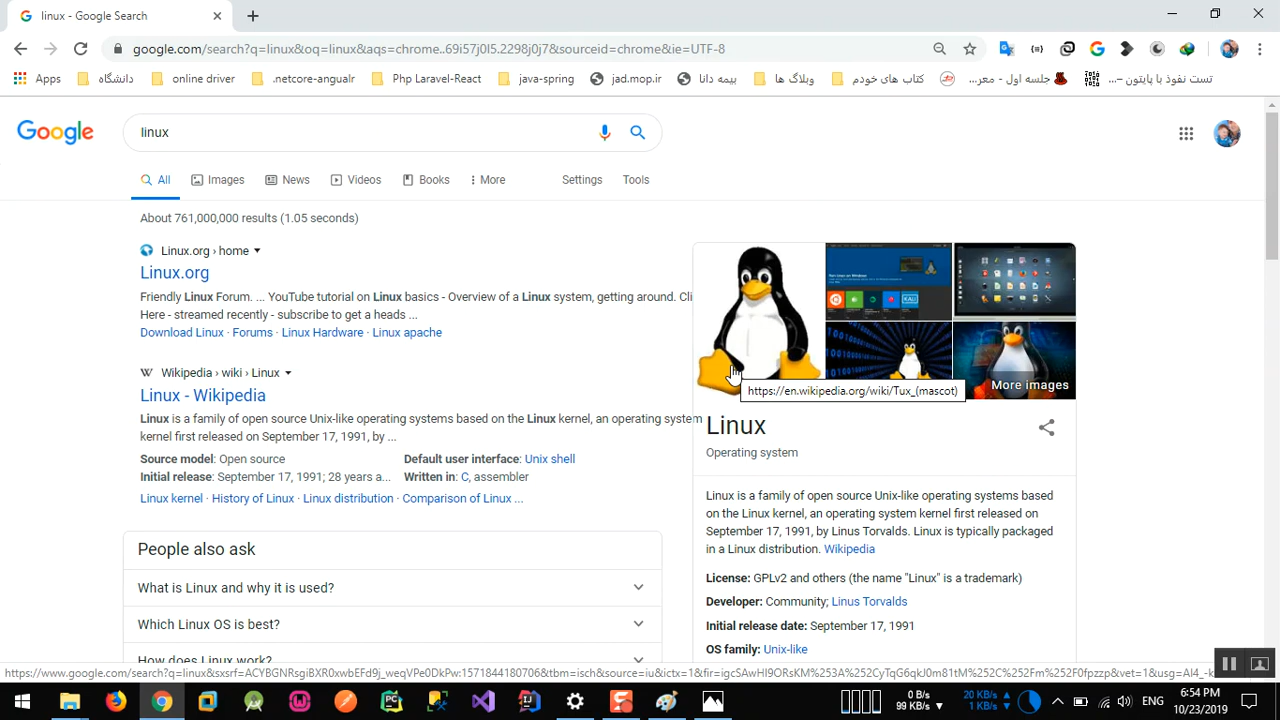 linux - Google Search
google.com/search?q=linux&oq=linux&aqs=chrome..69i57j0l5.2298j0j7&sourceid=chrome&ie=UTF-8
Apps دانشگاه online driver .netcore-angualr Php Laravel-React java-spring jad.mop.ir بیمه دانا وبلاگ ها کتاب های خودم جلسه اول - معر... تست نفوذ با پایتون –...
Google
linux
All Images News Videos Books More Settings Tools
About 761,000,000 results (1.05 seconds)
Linux.org › home
Linux.org
Friendly Linux Forum. ... YouTube tutorial on Linux basics - Overview of a Linux system, getting around. Cli
Here - streamed recently - subscribe to get a heads ...
Download Linux · Forums · Linux Hardware · Linux apache
W Wikipedia › wiki › Linux
Linux - Wikipedia
Linux is a family of open source Unix-like operating systems based on the Linux kernel, an operating system
kernel first released on September 17, 1991, by ...
Source model: Open source Default user interface: Unix shell
Initial release: September 17, 1991; 28 years a... Written in: C, assembler
Linux kernel · History of Linux · Linux distribution · Comparison of Linux ...
People also ask
What is Linux and why it is used?
Which Linux OS is best?
How does Linux work?
KALI
More images
https://en.wikipedia.org/wiki/Tux_(mascot)
Linux
Operating system
Linux is a family of open source Unix-like operating systems based
on the Linux kernel, an operating system kernel first released on
September 17, 1991, by Linus Torvalds. Linux is typically packaged
in a Linux distribution. Wikipedia
License: GPLv2 and others (the name "Linux" is a trademark)
Developer: Community; Linus Torvalds
Initial release date: September 17, 1991
OS family: Unix-like
0 B/s
99 KB/s
20 KB/s
1 KB/s
ENG
6:54 PM
10/23/2019